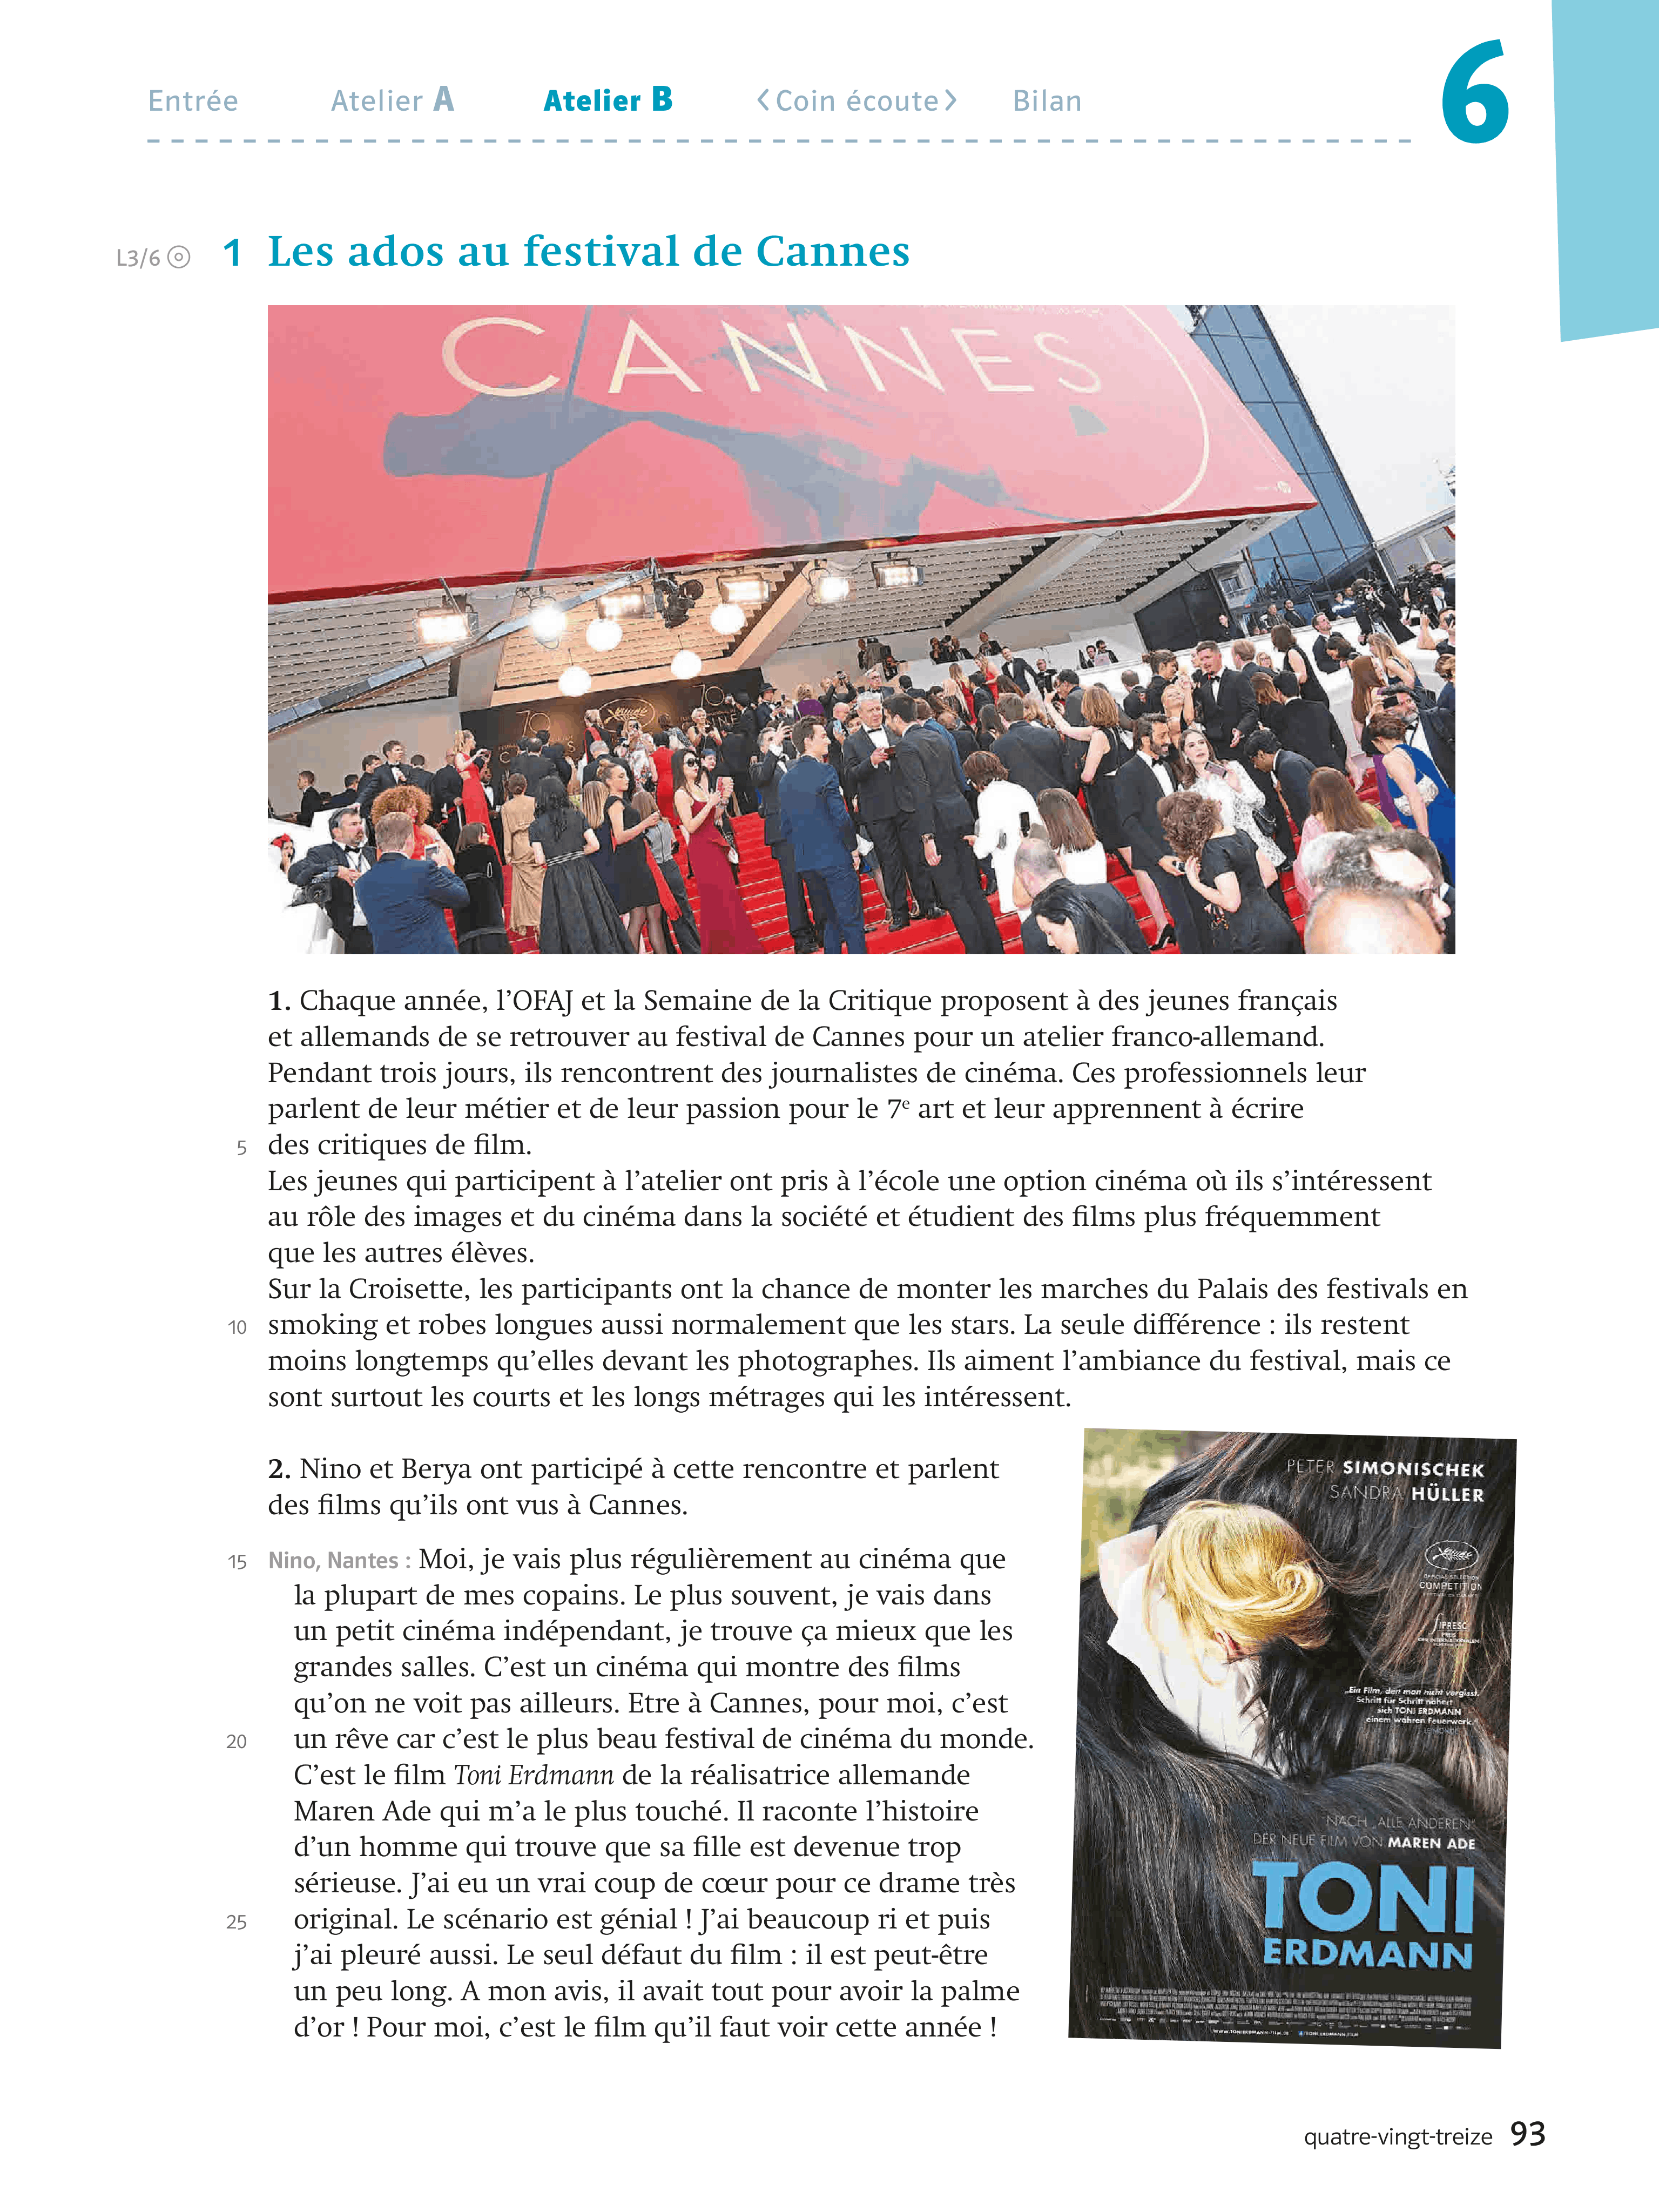 Entrée Atelier A Atelier B ‹ Coin écoute › Bilan 6
L3/6 1 Les ados au festival de Cannes
CANNES
1. Chaque année, l'OFAJ et la Semaine de la Critique proposent à des jeunes français
et allemands de se retrouver au festival de Cannes pour un atelier franco-allemand.
Pendant trois jours, ils rencontrent des journalistes de cinéma. Ces professionnels leur
parlent de leur métier et de leur passion pour le 7e art et leur apprennent à écrire
5 des critiques de film.
Les jeunes qui participent à l'atelier ont pris à l'école une option cinéma où ils s'intéressent
au rôle des images et du cinéma dans la société et étudient des films plus fréquemment
que les autres élèves.
Sur la Croisette, les participants ont la chance de monter les marches du Palais des festivals en
10 smoking et robes longues aussi normalement que les stars. La seule différence : ils restent
moins longtemps qu'elles devant les photographes. Ils aiment l'ambiance du festival, mais ce
sont surtout les courts et les longs métrages qui les intéressent.
2. Nino et Berya ont participé à cette rencontre et parlent
des films qu'ils ont vus à Cannes.
15 Nino, Nantes : Moi, je vais plus régulièrement au cinéma que
la plupart de mes copains. Le plus souvent, je vais dans
un petit cinéma indépendant, je trouve ça mieux que les
grandes salles. C'est un cinéma qui montre des films
qu'on ne voit pas ailleurs. Etre à Cannes, pour moi, c'est
20 un rêve car c'est le plus beau festival de cinéma du monde.
C'est le film Toni Erdmann de la réalisatrice allemande
Maren Ade qui m'a le plus touché. Il raconte l'histoire
d'un homme qui trouve que sa fille est devenue trop
sérieuse. J'ai eu un vrai coup de cœur pour ce drame très
25 original. Le scénario est génial ! J'ai beaucoup ri et puis
j'ai pleuré aussi. Le seul défaut du film : il est peut-être
un peu long. A mon avis, il avait tout pour avoir la palme
d'or ! Pour moi, c'est le film qu'il faut voir cette année !
PETER SIMONISCHEK
SANDRA HÜLLER
OFFICIAL SELECTION
COMPETITION
FESTIVAL DE CANNES
FIPRESCI
PREIS
„Ein Film, den man nicht vergisst.
Schritt für Schritt nähert
sich TONI ERDMANN
einem wahren Feuerwerk."
LE MONDE
NACH „ALLE ANDEREN"
DER NEUE FILM VON MAREN ADE
TONI
ERDMANN
WWW.TONIERDMANN-FILM.DE /TONI.ERDMANN.FILM
quatre-vingt-treize 93